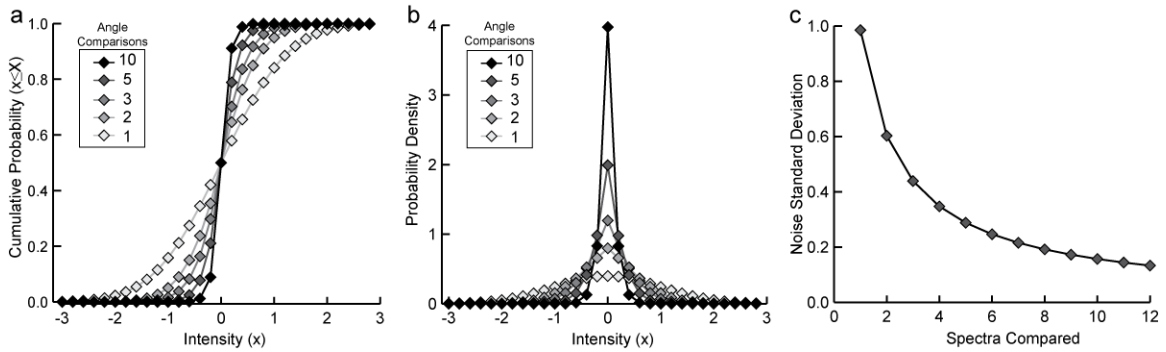 a
Angle
Comparisons
10
5
3
2
1
1.0
0.8
0.6
0.4
0.2
0.0
Cumulative Probability (x≤X)
-3 -2 -1 0 1 2 3
Intensity (x)
b
Angle
Comparisons
10
5
3
2
1
4
3
2
1
0
Probability Density
-3 -2 -1 0 1 2 3
Intensity (x)
c
1.0
0.8
0.6
0.4
0.2
0.0
Noise Standard Deviation
0 2 4 6 8 10 12
Spectra Compared